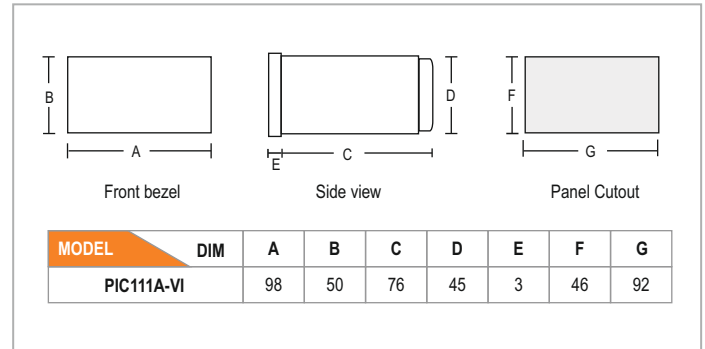 B
A
Front bezel
D
E
C
Side view
F
G
Panel Cutout
MODEL DIM A B C D E F G
PIC111A-VI 98 50 76 45 3 46 92